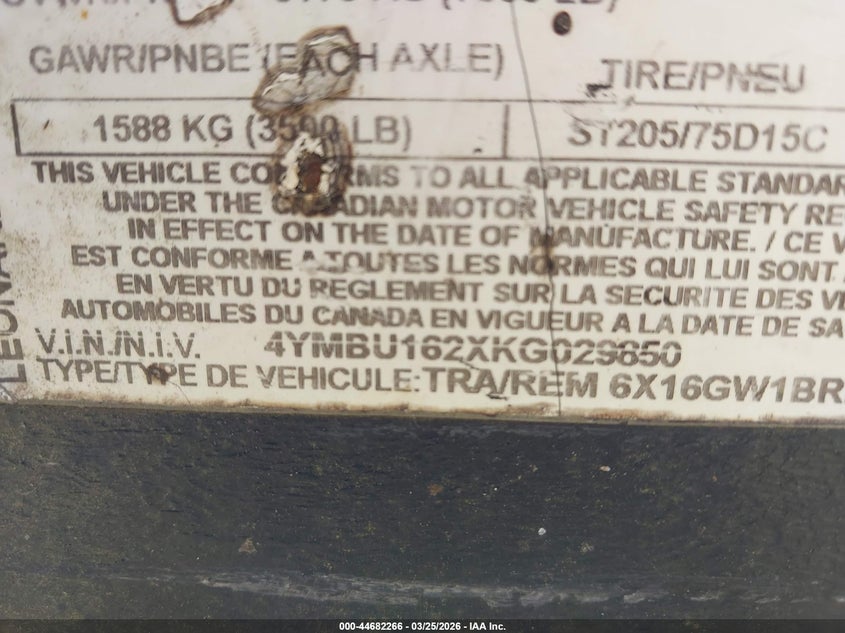 GAWR/PNBE (EACH AXLE)
TIRE/PNEU
1588 KG (3500 LB)
ST205/75D15C
THIS VEHICLE CONFORMS TO ALL APPLICABLE STANDAR
UNDER THE CANADIAN MOTOR VEHICLE SAFETY RE
IN EFFECT ON THE DATE OF MANUFACTURE. / CE V
EST CONFORME A TOUTES LES NORMES QUI LUI SONT
EN VERTU DU REGLEMENT SUR LA SECURITE DES VE
AUTOMOBILES DU CANADA EN VIGUEUR A LA DATE DE SA
V.I.N./N.I.V. 4YMBU162XKG029650
TYPE/TYPE DE VEHICULE: TRA/REM 6X16GW1BR
000-44682266 - 03/25/2026 - IAA Inc.